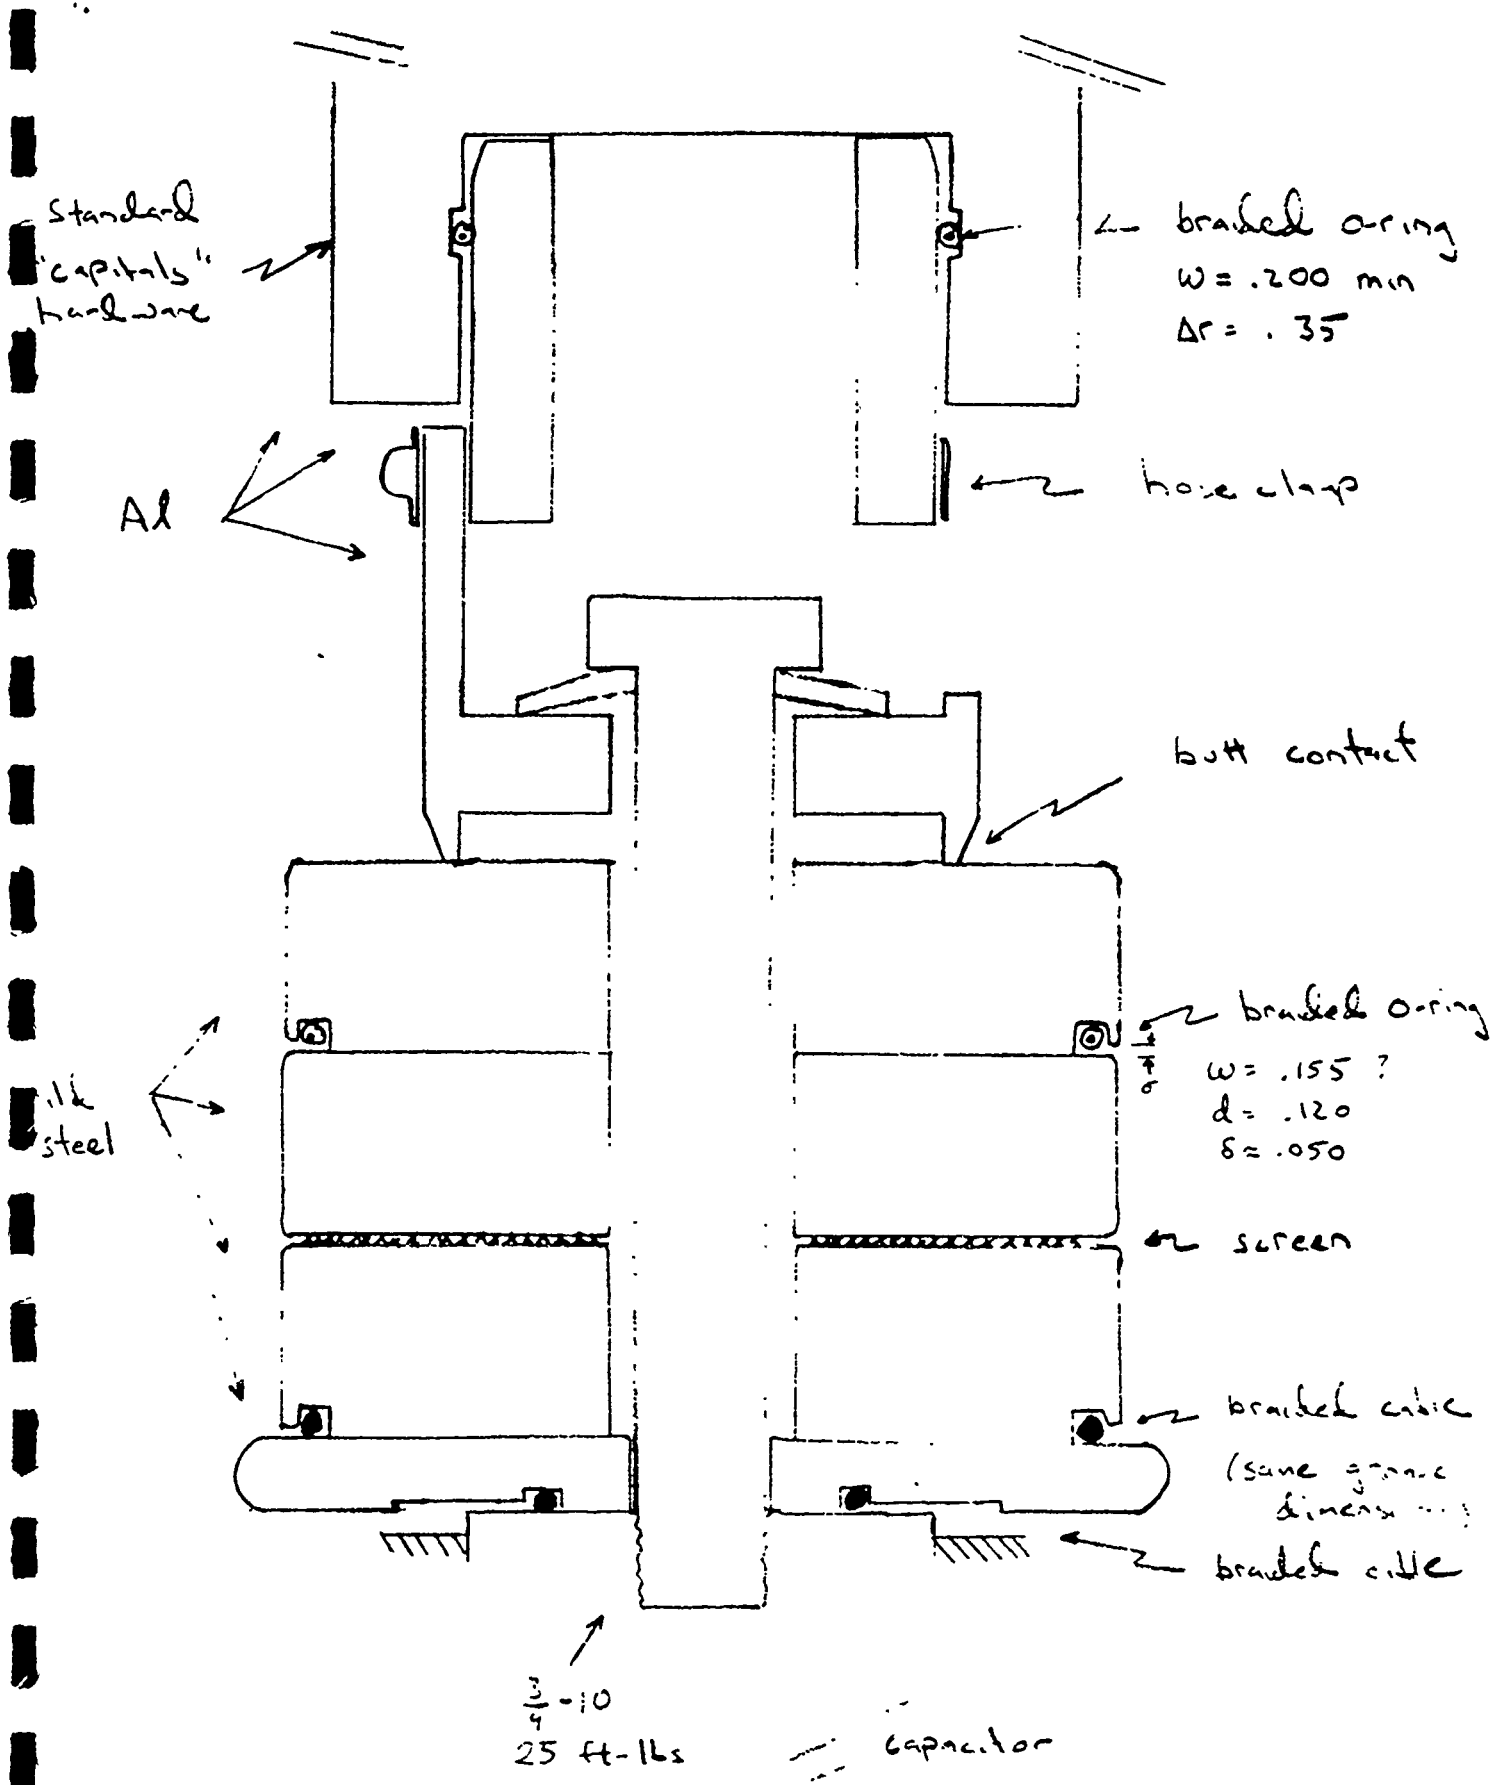 standard
"capitals"
hardware
braided o-ring
w = .200 min
Δr = .35
Al
hose clamp
butt contact
braided o-ring
w = .155 ?
d = .120
δ ≈ .050
δ
steel
screen
braided cable
(same
braided cable
3/4 - 10
25 ft-lbs
capacitor